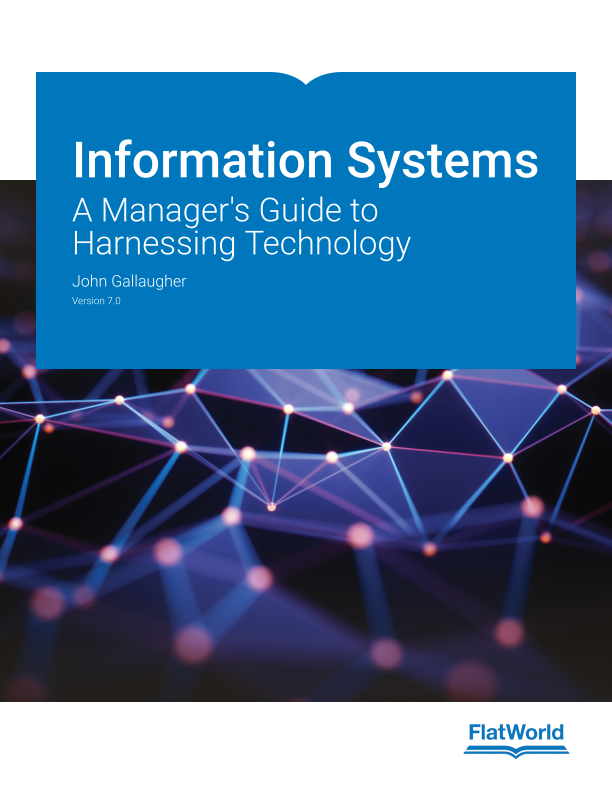 Information Systems
A Manager's Guide to
Harnessing Technology
John Gallaugher
Version 7.0
FlatWorld